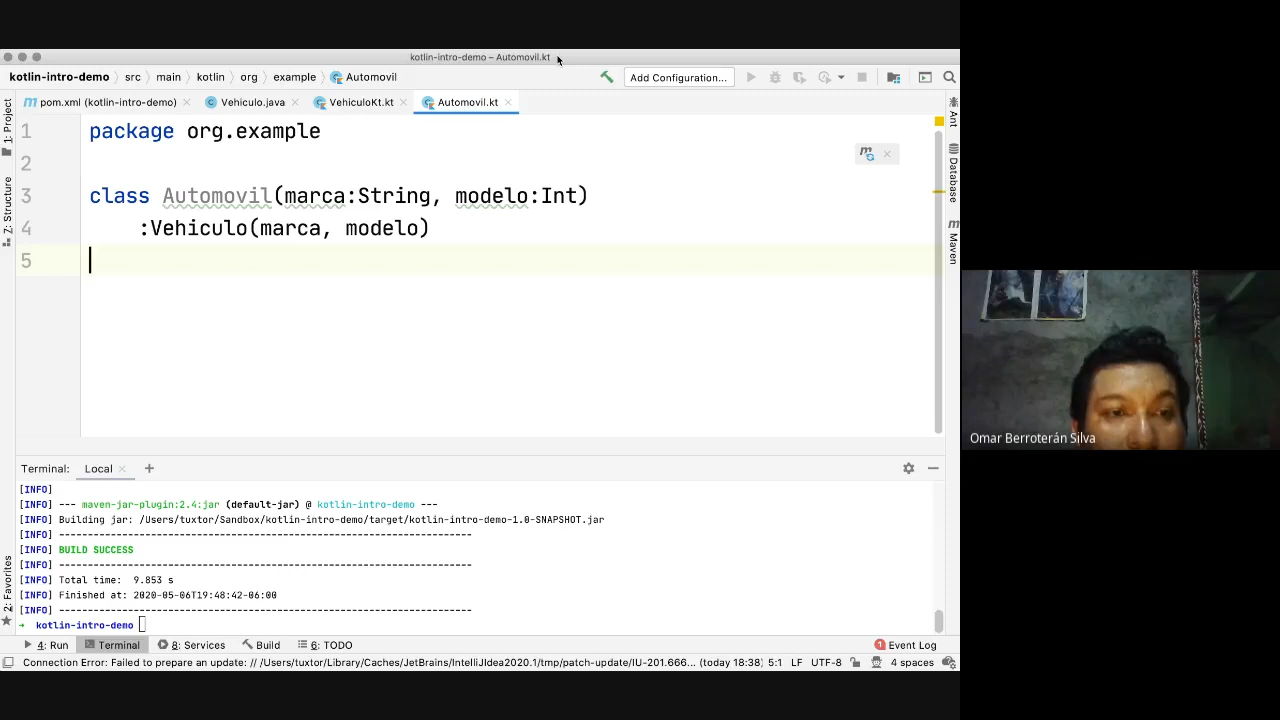 kotlin-intro-demo – Automovil.kt
kotlin-intro-demo src main kotlin org example Automovil
Add Configuration...
pom.xml (kotlin-intro-demo) Vehiculo.java VehiculoKt.kt Automovil.kt
1: Project
Z: Structure
2: Favorites
Ant
Database
Maven
1 package org.example
2
3 class Automovil(marca:String, modelo:Int)
4 :Vehiculo(marca, modelo)
5
Omar Berroterán Silva
Terminal: Local
[INFO]
[INFO] --- maven-jar-plugin:2.4:jar (default-jar) @ kotlin-intro-demo ---
[INFO] Building jar: /Users/tuxtor/Sandbox/kotlin-intro-demo/target/kotlin-intro-demo-1.0-SNAPSHOT.jar
[INFO] ------------------------------------------------------------------------
[INFO] BUILD SUCCESS
[INFO] ------------------------------------------------------------------------
[INFO] Total time: 9.853 s
[INFO] Finished at: 2020-05-06T19:48:42-06:00
[INFO] ------------------------------------------------------------------------
→ kotlin-intro-demo
4: Run Terminal 8: Services Build 6: TODO 1 Event Log
Connection Error: Failed to prepare an update: // /Users/tuxtor/Library/Caches/JetBrains/IntelliJIdea2020.1/tmp/patch-update/IU-201.666... (today 18:38) 5:1 LF UTF-8 4 spaces